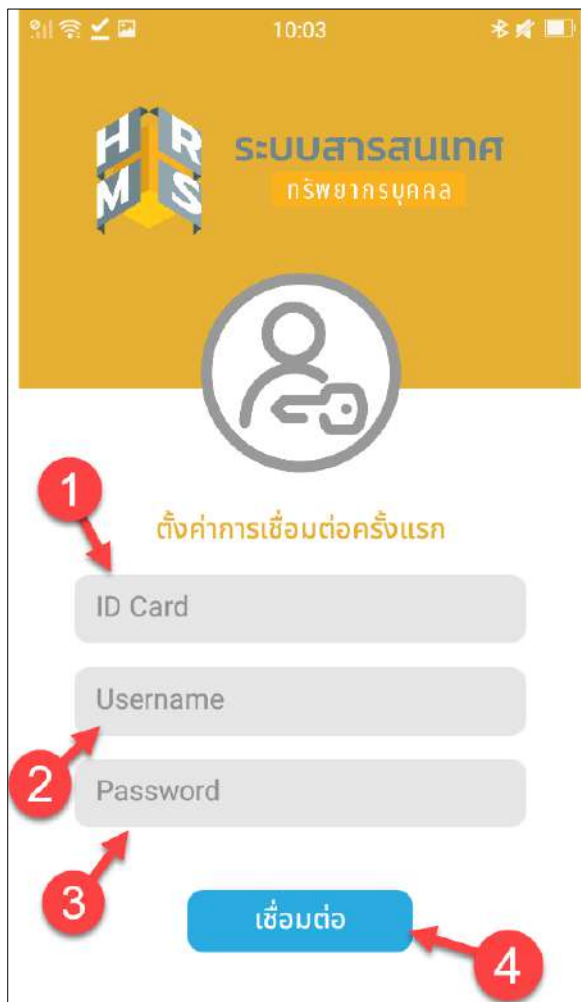 10:03
HR
MS
ระบบสารสนเทศ
ทรัพยากรบุคคล
1
ตั้งค่าการเชื่อมต่อครั้งแรก
ID Card
Username
2
Password
3
เชื่อมต่อ
4